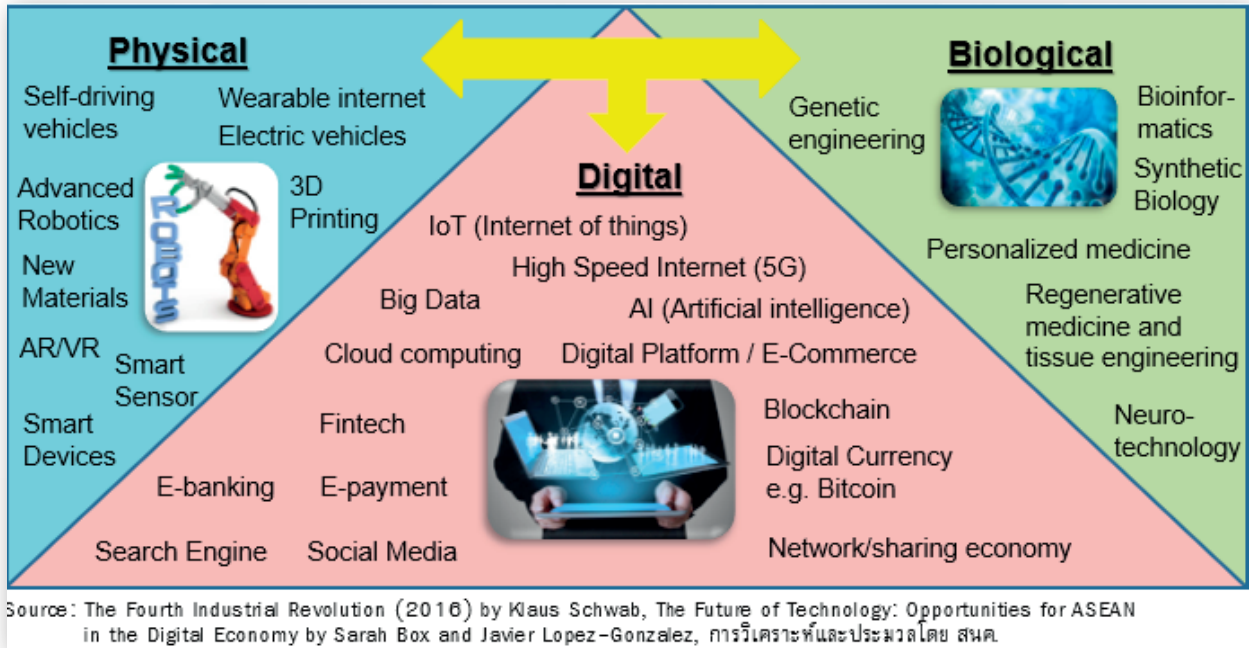 Physical
Self-driving
vehicles
Wearable internet
Electric vehicles
Advanced
Robotics
ROBOTS
3D
Printing
New
Materials
AR/VR
Smart
Sensor
Smart
Devices
Digital
IoT (Internet of things)
High Speed Internet (5G)
Big Data
AI (Artificial intelligence)
Cloud computing
Digital Platform / E-Commerce
Fintech
Blockchain
E-banking
E-payment
Digital Currency
e.g. Bitcoin
Search Engine
Social Media
Network/sharing economy
Biological
Genetic
engineering
Bioinfor-
matics
Synthetic
Biology
Personalized medicine
Regenerative
medicine and
tissue engineering
Neuro-
technology
Source: The Fourth Industrial Revolution (2016) by Klaus Schwab, The Future of Technology: Opportunities for ASEAN
in the Digital Economy by Sarah Box and Javier Lopez-Gonzalez, การวิเคราะห์และประมวลโดย สนค.